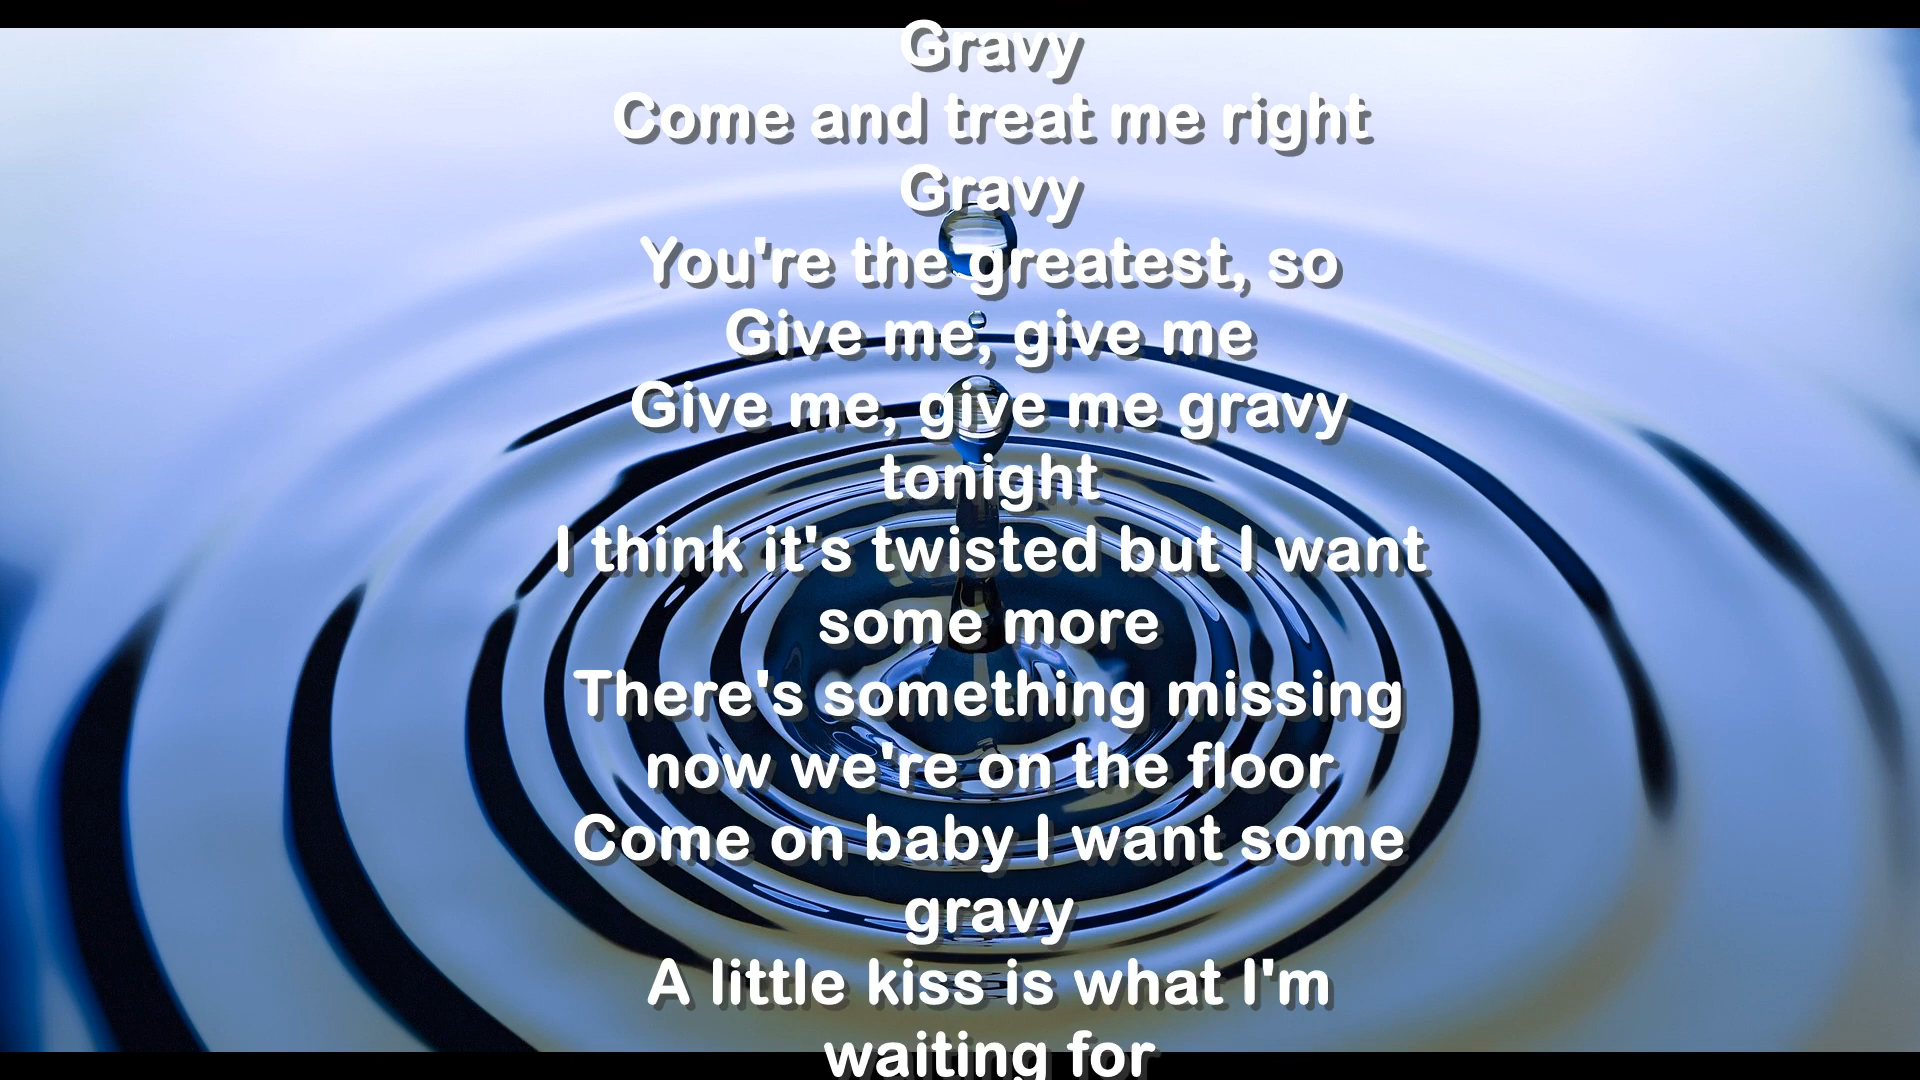 Gravy
Come and treat me right
Gravy
You're the greatest, so
Give me, give me
Give me, give me gravy
tonight
I think it's twisted but I want
some more
There's something missing
now we're on the floor
Come on baby I want some
gravy
A little kiss is what I'm
waiting for